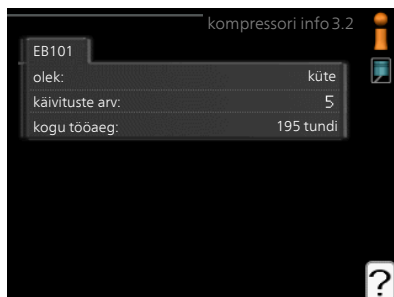 kompressori info 3.2
EB101
olek: küte
käivituste arv: 5
kogu tööaeg: 195 tundi
?